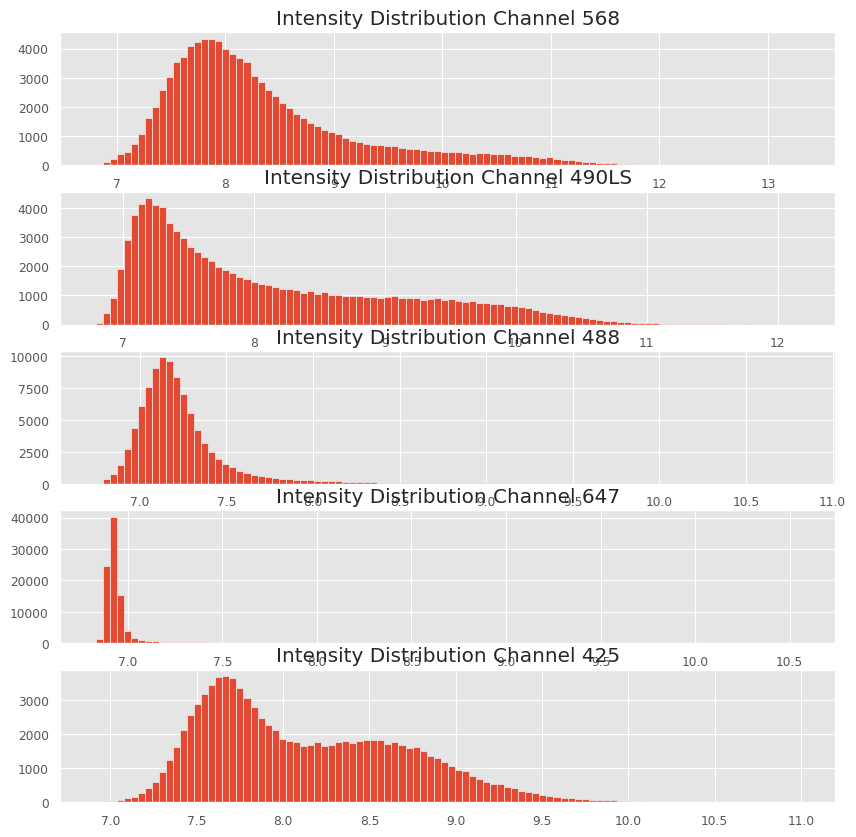 Intensity Distribution Channel 568
4000
3000
2000
1000
0
7 8 9 10 11 12 13
Intensity Distribution Channel 490LS
4000
3000
2000
1000
0
7 8 9 10 11 12
Intensity Distribution Channel 488
10000
7500
5000
2500
0
7.0 7.5 8.0 8.5 9.0 9.5 10.0 10.5 11.0
Intensity Distribution Channel 647
40000
30000
20000
10000
0
7.0 7.5 8.0 8.5 9.0 9.5 10.0 10.5
Intensity Distribution Channel 425
3000
2000
1000
0
7.0 7.5 8.0 8.5 9.0 9.5 10.0 10.5 11.0